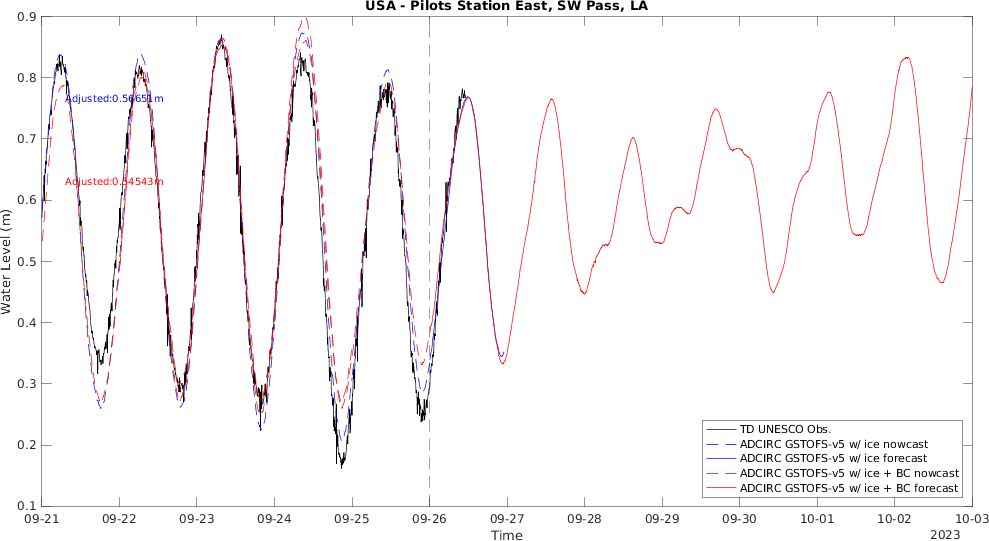 USA - Pilots Station East, SW Pass, LA
0.9
0.8
0.7
0.6
0.5
0.4
0.3
0.2
0.1
Water Level (m)
Adjusted:0.56651m
Adjusted:0.54543m
TD UNESCO Obs.
ADCIRC GSTOFS-v5 w/ ice nowcast
ADCIRC GSTOFS-v5 w/ ice forecast
ADCIRC GSTOFS-v5 w/ ice + BC nowcast
ADCIRC GSTOFS-v5 w/ ice + BC forecast
09-21 09-22 09-23 09-24 09-25 09-26 09-27 09-28 09-29 09-30 10-01 10-02 10-03
Time
2023